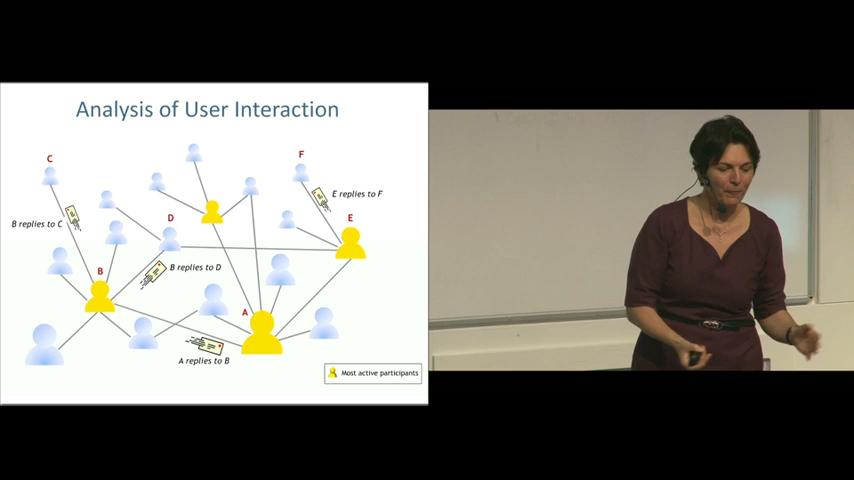 Analysis of User Interaction
C
F
E replies to F
B replies to C
D
E
B
B replies to D
A
A replies to B
Most active participants